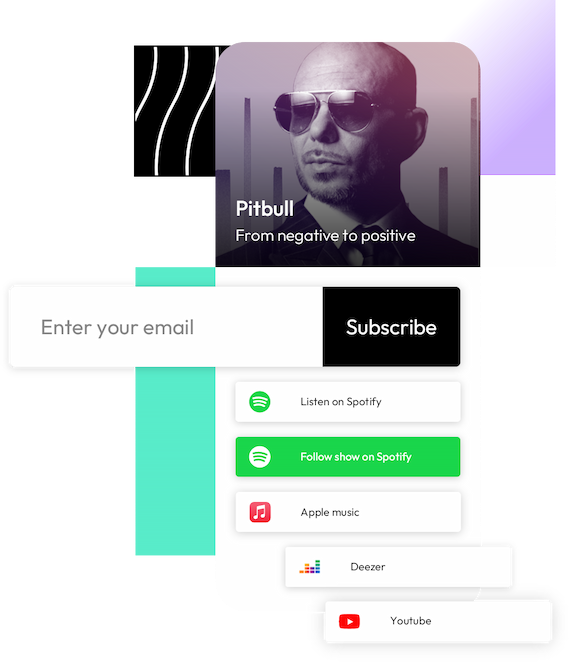 Pitbull
From negative to positive
Enter your email
Subscribe
Listen on Spotify
Follow show on Spotify
Apple music
Deezer
Youtube